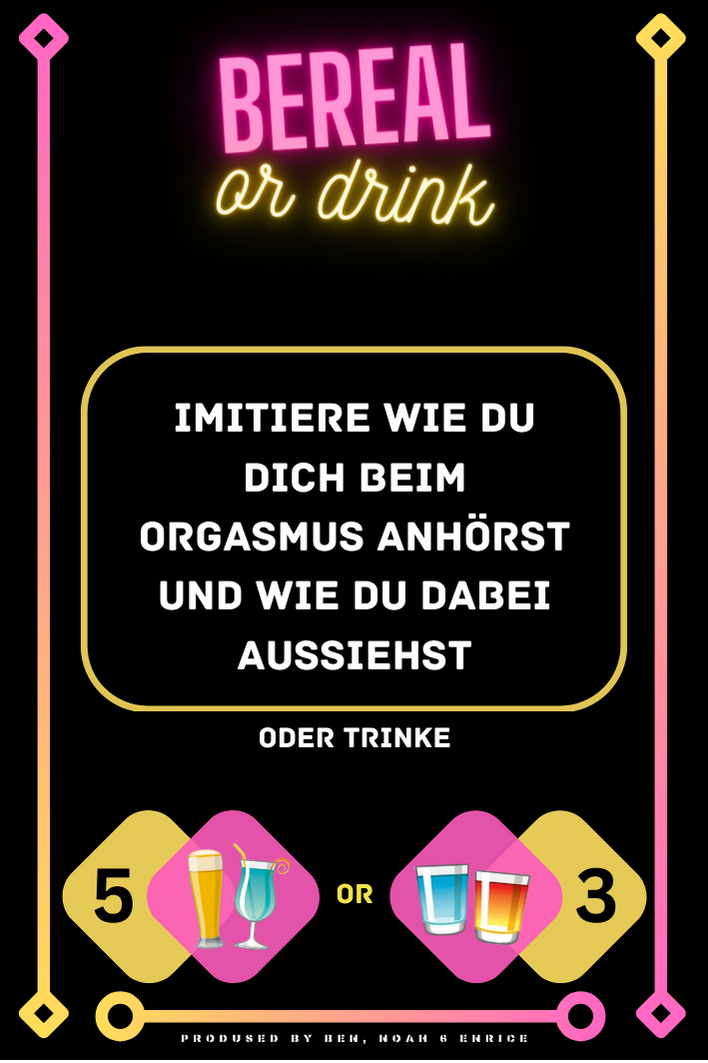 BEREAL
or drink
IMITIERE WIE DU
DICH BEIM
ORGASMUS ANHÖRST
UND WIE DU DABEI
AUSSIEHST
ODER TRINKE
5 OR 3
PRODUSED BY BEN, NOAH & ENRICE